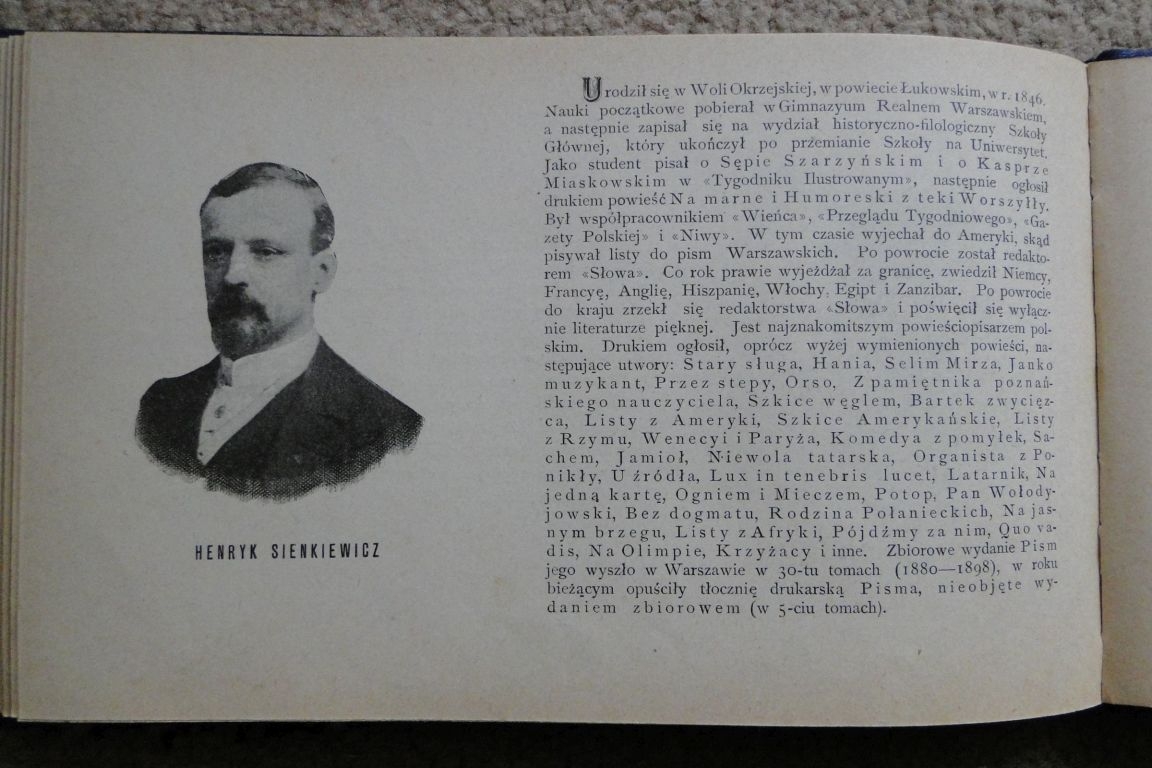 HENRYK SIENKIEWICZ
Urodził się w Woli Okrzejskiej, w powiecie Łukowskim, w r. 1846.
Nauki początkowe pobierał w Gimnazyum Realnem Warszawskiem,
a następnie zapisał się na wydział historyczno-filologiczny Szkoły
Głównej, który ukończył po przemianie Szkoły na Uniwersytet.
Jako student pisał o Sępie Szarzyńskim i o Kasprze
Miaskowskim w «Tygodniku Ilustrowanym», następnie ogłosił
drukiem powieść Na marne i Humoreski z teki Worszyłły.
Był współpracownikiem «Wieńca», «Przeglądu Tygodniowego», «Ga-
zety Polskiej» i «Niwy». W tym czasie wyjechał do Ameryki, skąd
pisywał listy do pism Warszawskich. Po powrocie został redakto-
rem «Słowa». Co rok prawie wyjeżdżał za granicę, zwiedził Niemcy,
Francyę, Anglię, Hiszpanię, Włochy, Egipt i Zanzibar. Po powrocie
do kraju zrzekł się redaktorstwa «Słowa» i poświęcił się wyłącz-
nie literaturze pięknej. Jest najznakomitszym powieściopisarzem pol-
skim. Drukiem ogłosił, oprócz wyżej wymienionych powieści, na-
stępujące utwory: Stary sługa, Hania, Selim Mirza, Janko
muzykant, Przez stepy, Orso, Z pamiętnika poznań-
skiego nauczyciela, Szkice węglem, Bartek zwycięz-
ca, Listy z Ameryki, Szkice Amerykańskie, Listy
z Rzymu, Wenecyi i Paryża, Komedya z pomyłek, Sa-
chem, Jamioł, Niewola tatarska, Organista z Po-
nikły, U źródła, Lux in tenebris lucet, Latarnik, Na
jedną kartę, Ogniem i Mieczem, Potop, Pan Wołody-
jowski, Bez dogmatu, Rodzina Połanieckich, Na jas-
nym brzegu, Listy z Afryki, Pójdźmy za nim, Quo va-
dis, Na Olimpie, Krzyżacy i inne. Zbiorowe wydanie Pism
jego wyszło w Warszawie w 30-tu tomach (1880—1898), w roku
bieżącym opuściły tłocznię drukarską Pisma, nieobjęte wy-
daniem zbiorowem (w 5-ciu tomach).